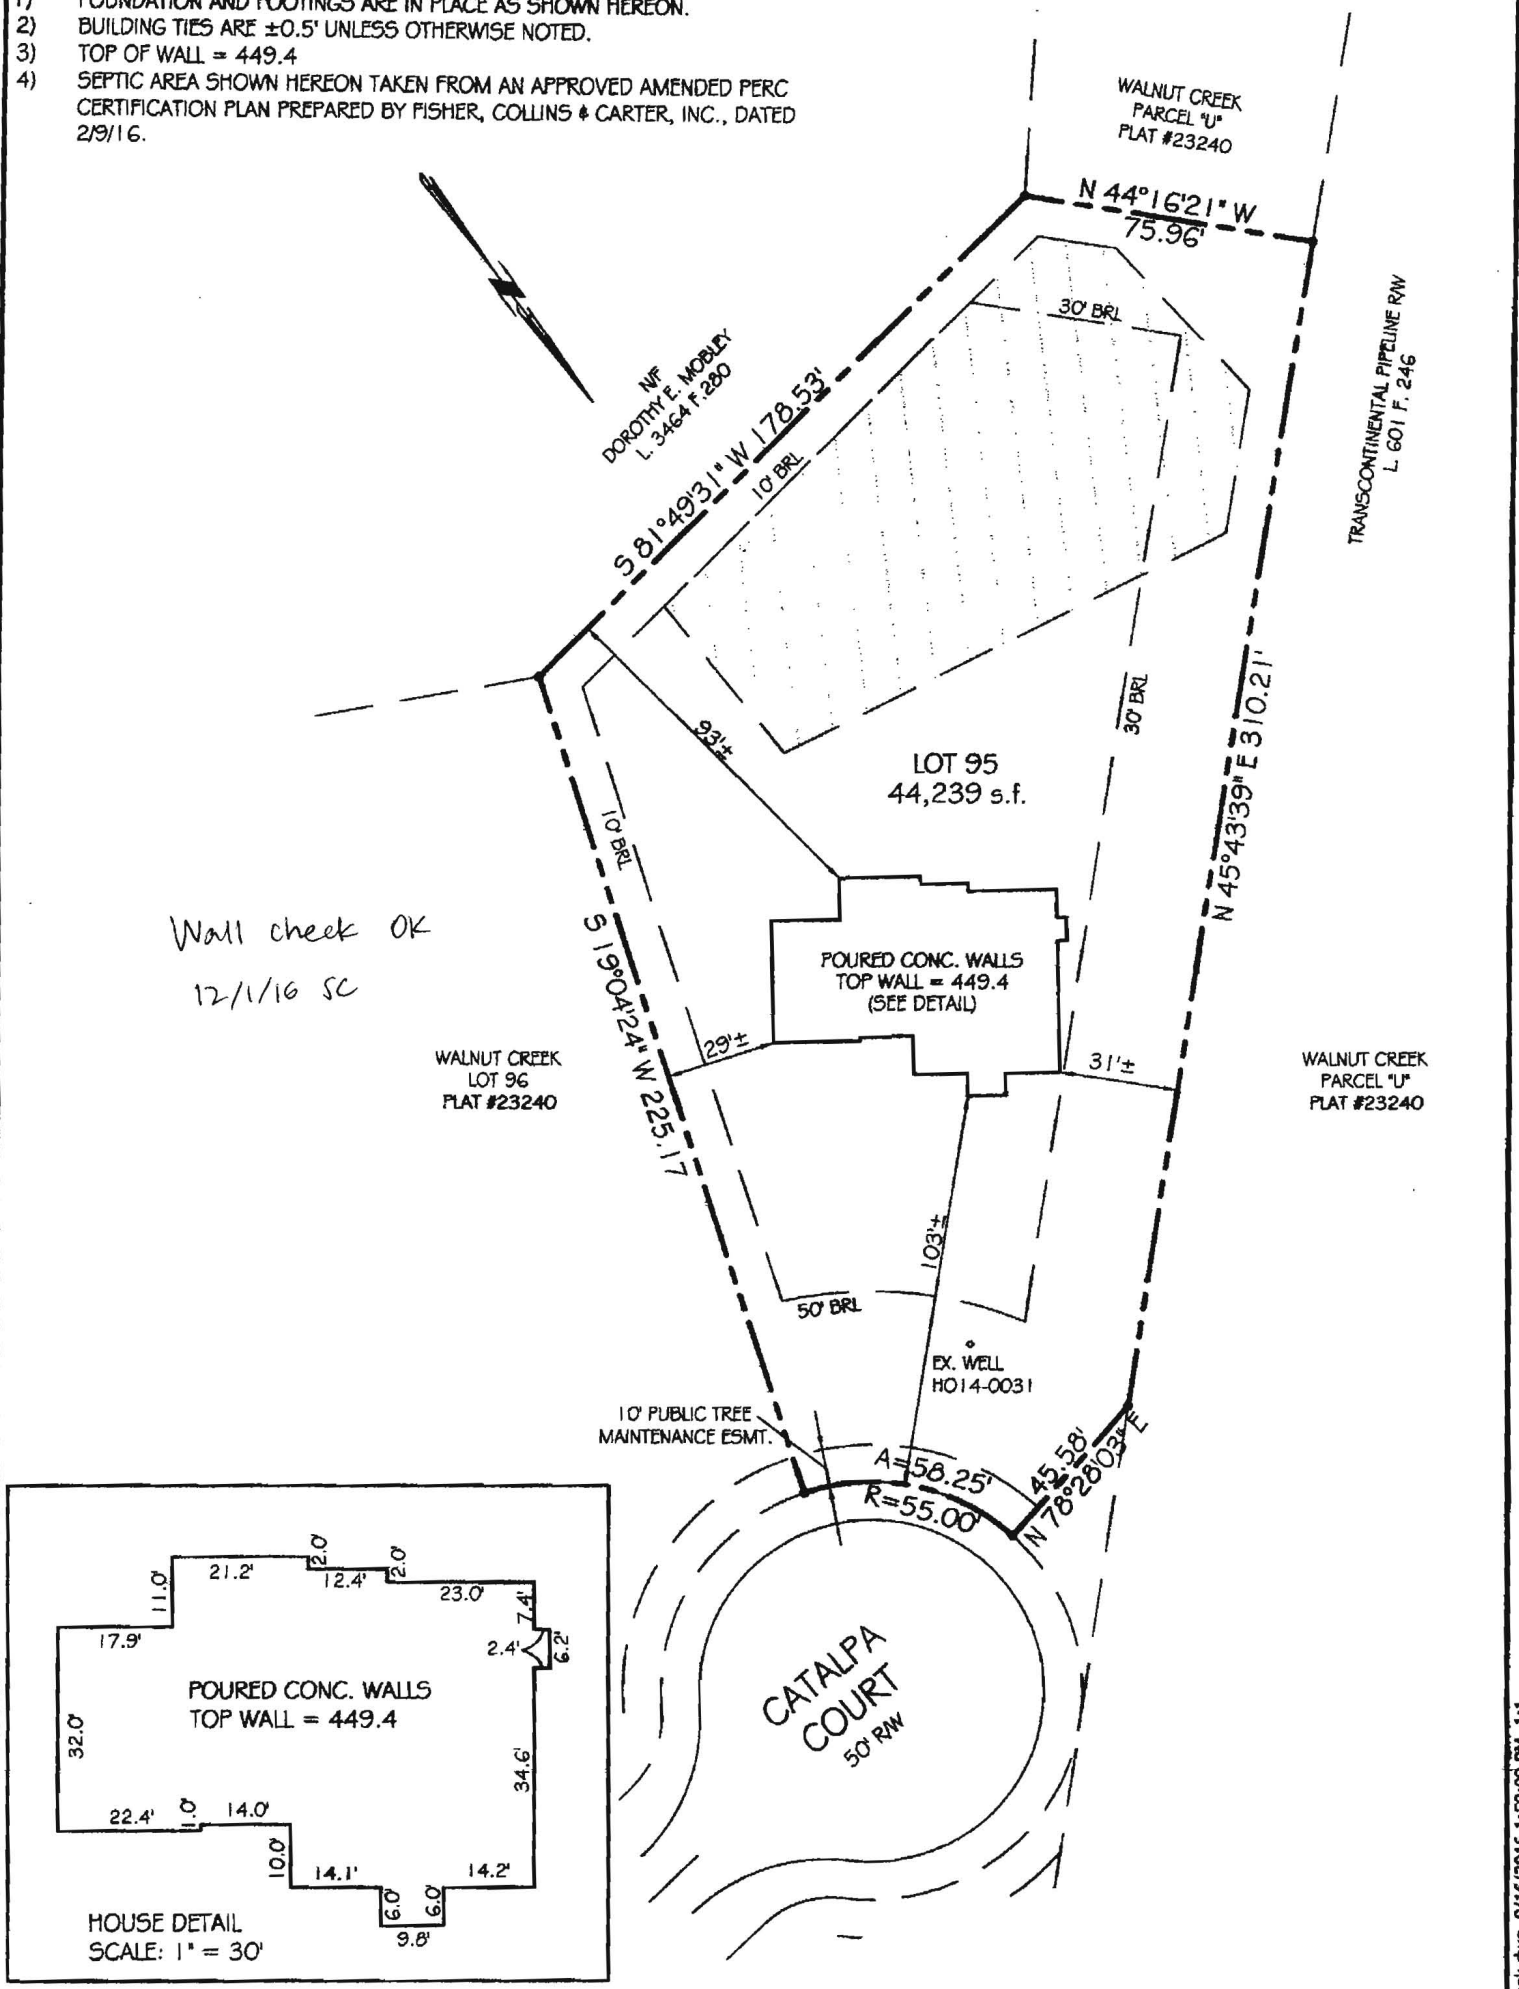 1) FOUNDATION AND FOOTINGS ARE IN PLACE AS SHOWN HEREON.
2) BUILDING TIES ARE ±0.5' UNLESS OTHERWISE NOTED.
3) TOP OF WALL = 449.4
4) SEPTIC AREA SHOWN HEREON TAKEN FROM AN APPROVED AMENDED PERC
CERTIFICATION PLAN PREPARED BY FISHER, COLLINS & CARTER, INC., DATED
2/9/16.
WALNUT CREEK
PARCEL "U"
PLAT #23240
N 44°16'21" W
75.96'
30' BRL
TRANSCONTINENTAL PIPELINE R/W
L. 601 F. 246
N/F
DOROTHY E. MOBLEY
L. 3464 F. 280
S 81°49'31" W 178.53'
10' BRL
93'±
30' BRL
N 45°43'39" E 310.21'
LOT 95
44,239 s.f.
10' BRL
S 19°04'24" W 225.17'
Wall check OK
12/1/16 SC
POURED CONC. WALLS
TOP WALL = 449.4
(SEE DETAIL)
29'±
31'±
WALNUT CREEK
LOT 96
PLAT #23240
WALNUT CREEK
PARCEL "U"
PLAT #23240
103'±
50' BRL
EX. WELL
HO14-0031
10' PUBLIC TREE
MAINTENANCE ESMT.
A=58.25'
R=55.00'
45.58'
N 78°28'03" E
CATALPA
COURT
50' R/W
21.2'
2.0'
12.4'
2.0'
23.0'
11.0'
7.4'
17.9'
2.4'
6.2'
POURED CONC. WALLS
TOP WALL = 449.4
32.0'
34.6'
22.4'
1.0'
14.0'
10.0'
14.1'
14.2'
6.0'
6.0'
9.8'
HOUSE DETAIL
SCALE: 1" = 30'